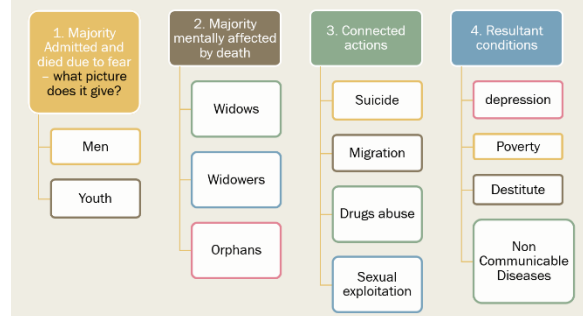 1. Majority
Admitted and
died due to fear
– what picture
does it give?
Men
Youth
2. Majority
mentally affected
by death
Widows
Widowers
Orphans
3. Connected
actions
Suicide
Migration
Drugs abuse
Sexual
exploitation
4. Resultant
conditions
depression
Poverty
Destitute
Non
Communicable
Diseases